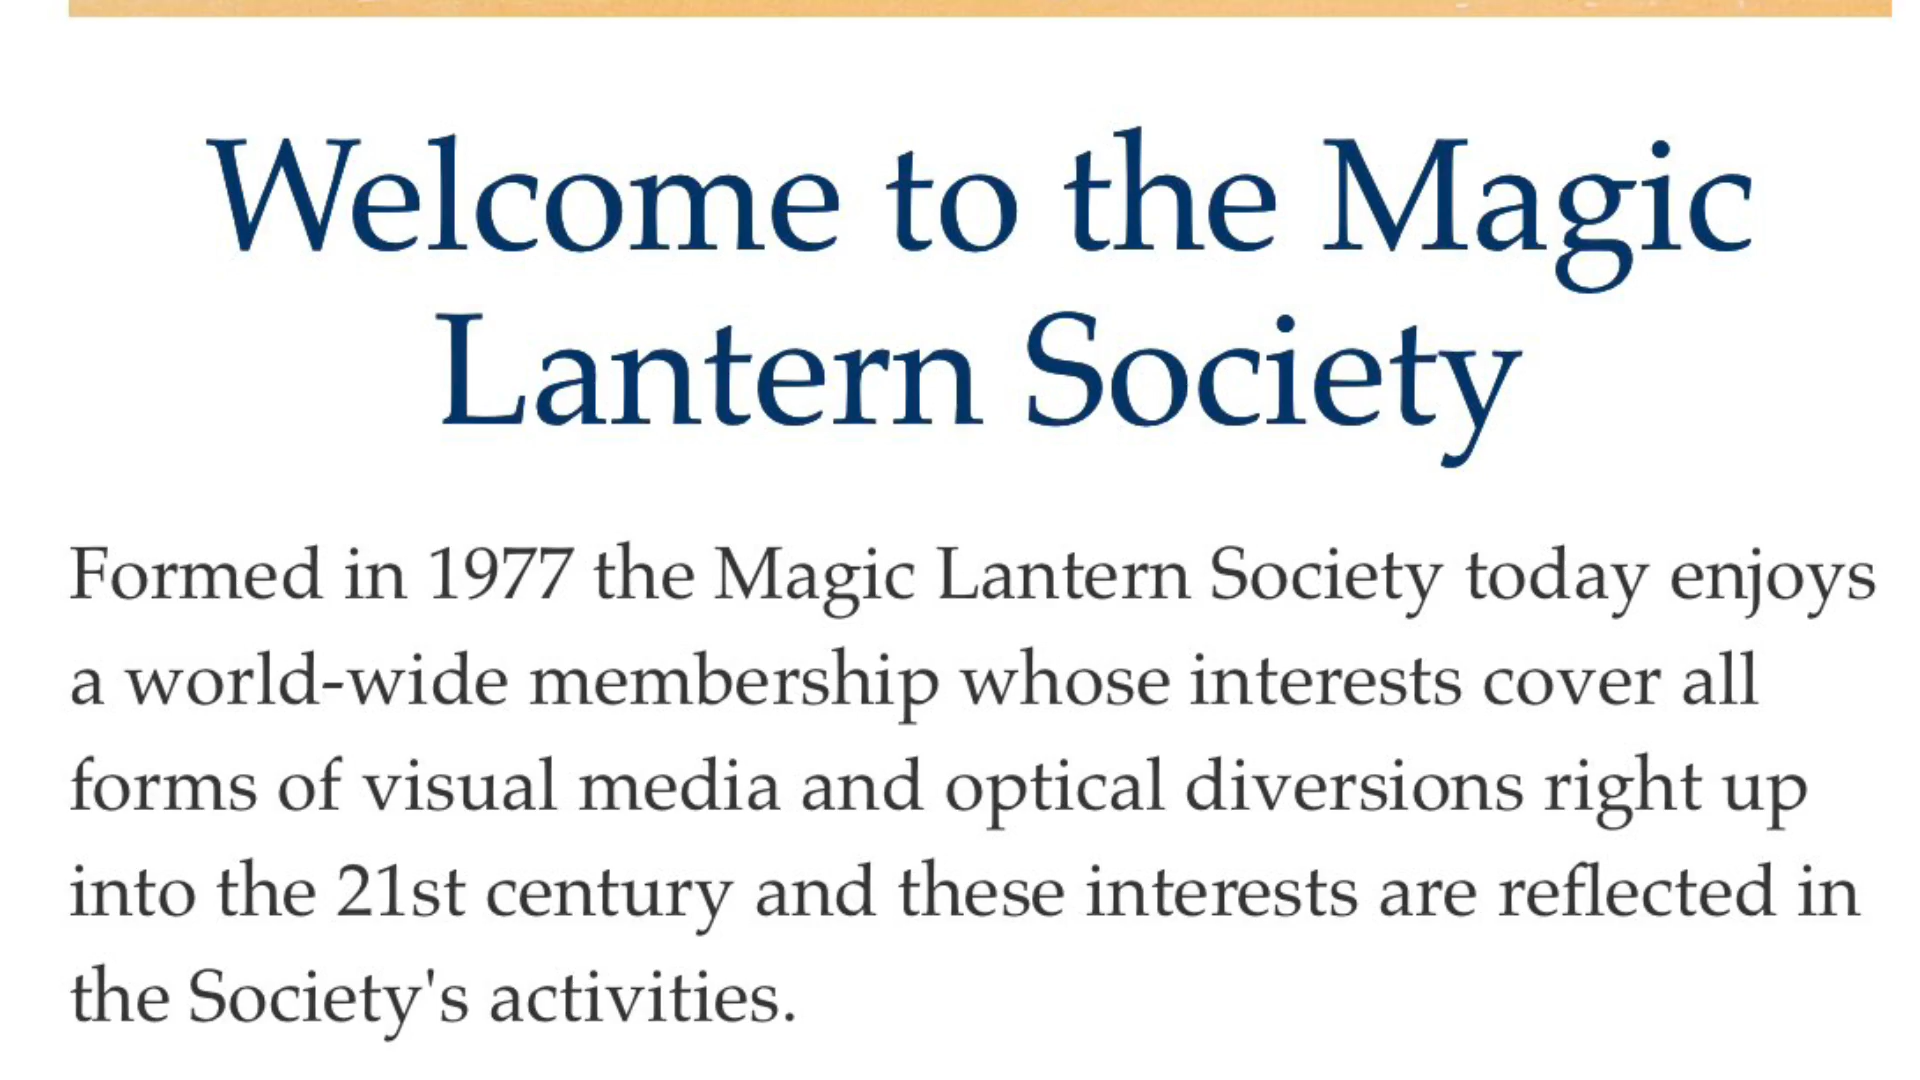 Welcome to the Magic
Lantern Society
Formed in 1977 the Magic Lantern Society today enjoys
a world-wide membership whose interests cover all
forms of visual media and optical diversions right up
into the 21st century and these interests are reflected in
the Society's activities.